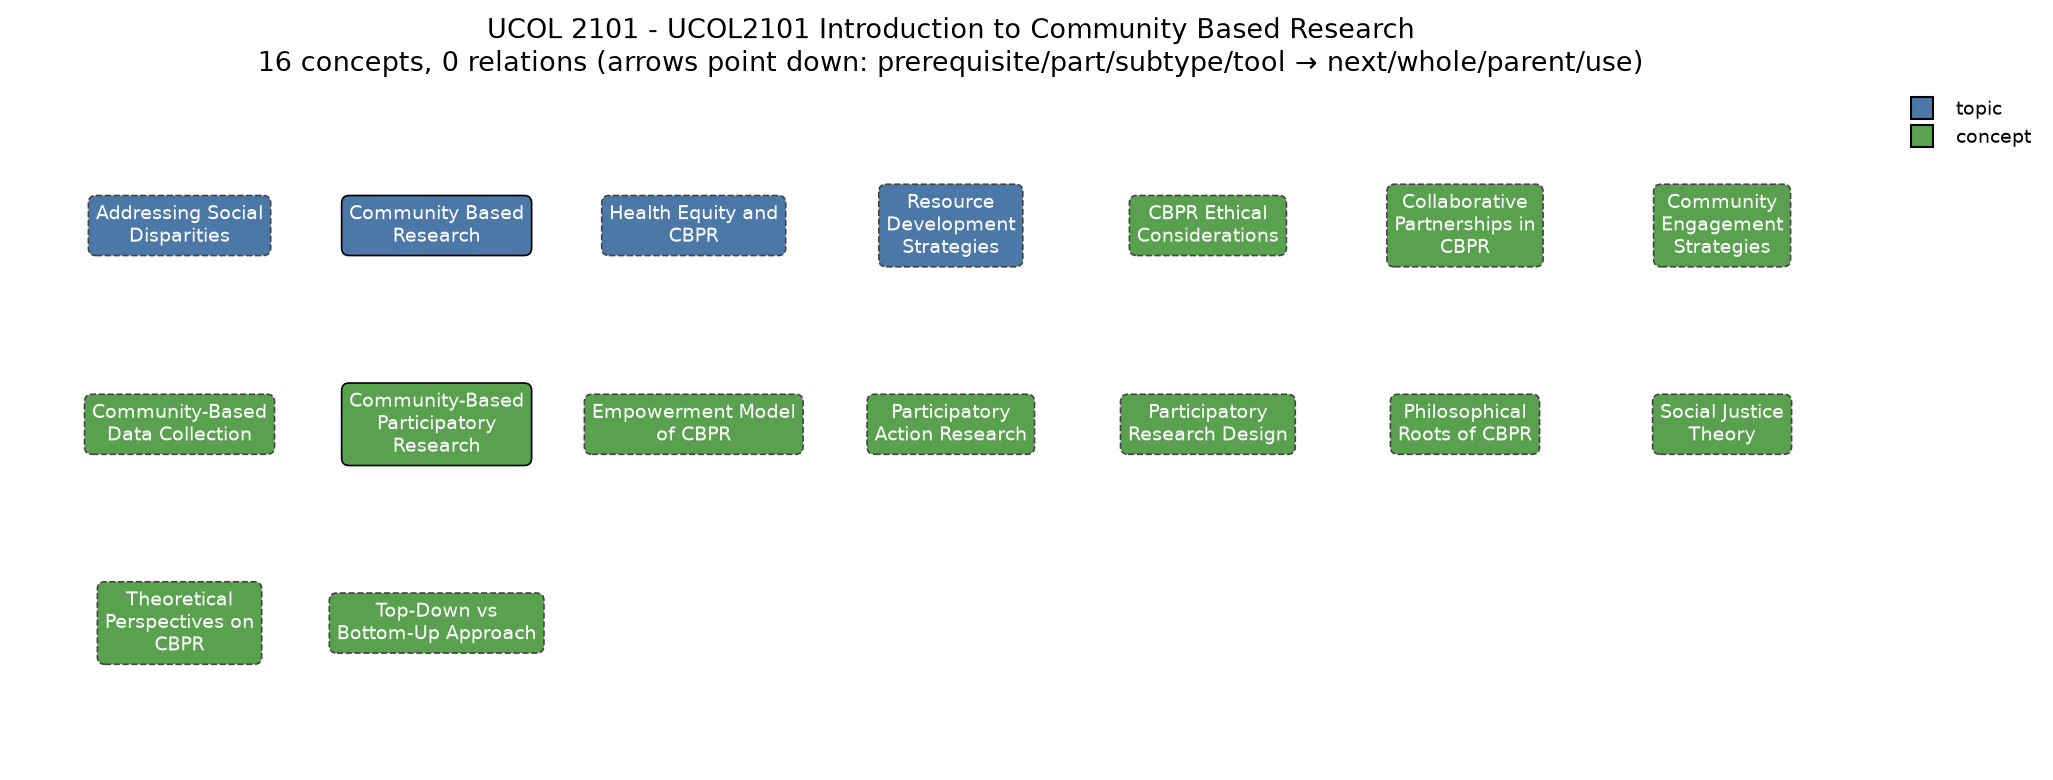 UCOL 2101 - UCOL2101 Introduction to Community Based Research
16 concepts, 0 relations (arrows point down: prerequisite/part/subtype/tool → next/whole/parent/use)
topic
concept
Addressing Social
Disparities
Community Based
Research
Health Equity and
CBPR
Resource
Development
Strategies
CBPR Ethical
Considerations
Collaborative
Partnerships in
CBPR
Community
Engagement
Strategies
Community-Based
Data Collection
Community-Based
Participatory
Research
Empowerment Model
of CBPR
Participatory
Action Research
Participatory
Research Design
Philosophical
Roots of CBPR
Social Justice
Theory
Theoretical
Perspectives on
CBPR
Top-Down vs
Bottom-Up Approach